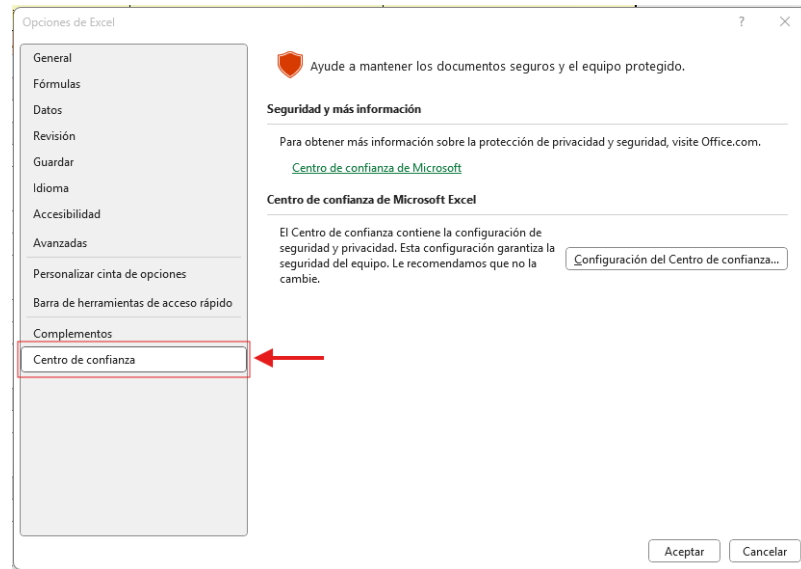 Opciones de Excel
?
General
Fórmulas
Datos
Revisión
Guardar
Idioma
Accesibilidad
Avanzadas
Personalizar cinta de opciones
Barra de herramientas de acceso rápido
Complementos
Centro de confianza
Ayude a mantener los documentos seguros y el equipo protegido.
Seguridad y más información
Para obtener más información sobre la protección de privacidad y seguridad, visite Office.com.
Centro de confianza de Microsoft
Centro de confianza de Microsoft Excel
El Centro de confianza contiene la configuración de
seguridad y privacidad. Esta configuración garantiza la
seguridad del equipo. Le recomendamos que no la
cambie.
Configuración del Centro de confianza...
Aceptar
Cancelar